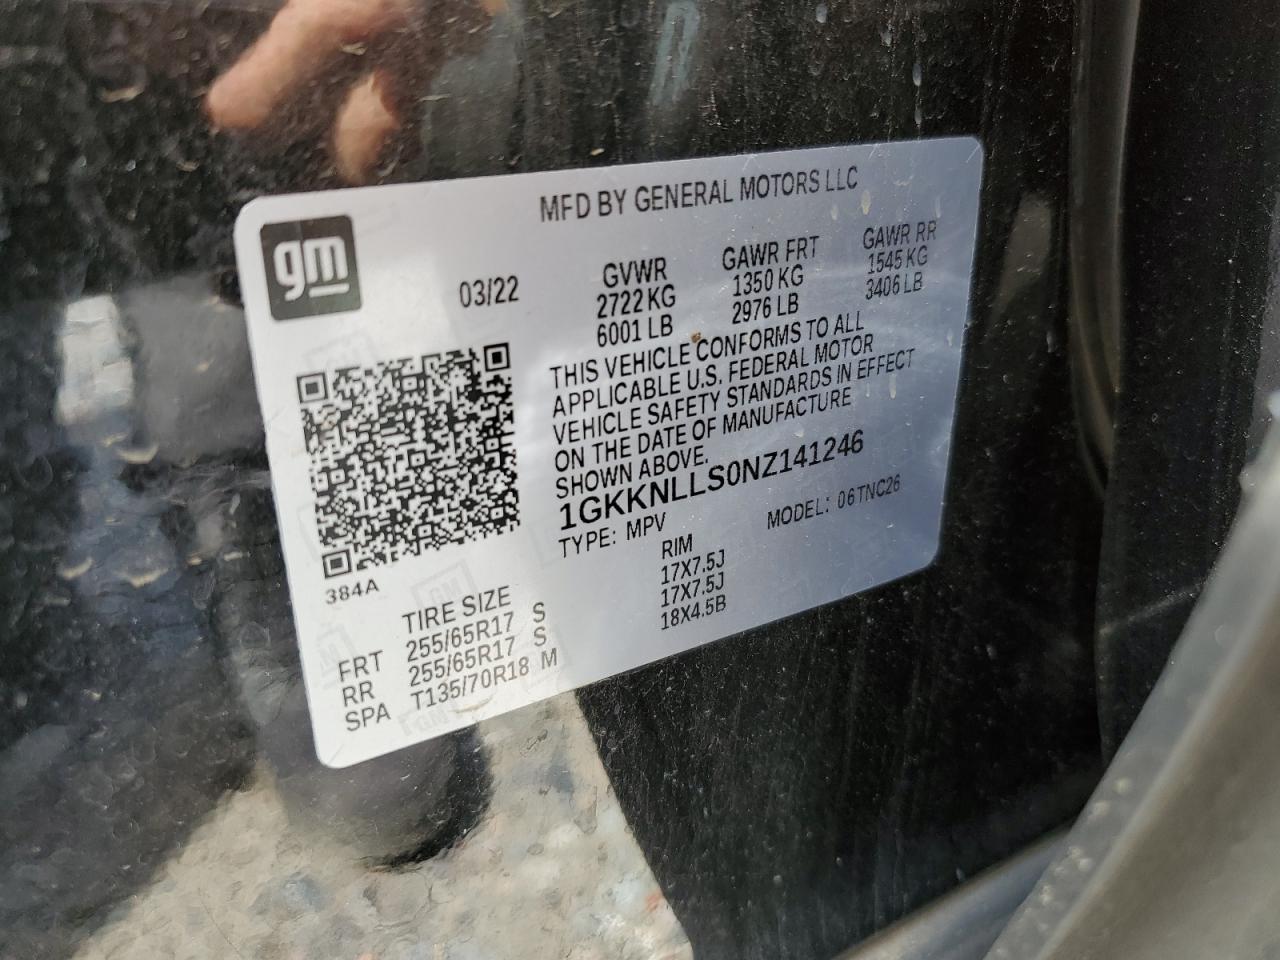 MFD BY GENERAL MOTORS LLC
gm
03/22
GVWR GAWR FRT GAWR RR
2722 KG 1350 KG 1545 KG
6001 LB 2976 LB 3406 LB
THIS VEHICLE CONFORMS TO ALL
APPLICABLE U.S. FEDERAL MOTOR
VEHICLE SAFETY STANDARDS IN EFFECT
ON THE DATE OF MANUFACTURE
SHOWN ABOVE.
1GKKNLLS0NZ141246
TYPE: MPV MODEL: 06TNC26
384A
TIRE SIZE RIM
FRT 255/65R17 S 17X7.5J
RR 255/65R17 S 17X7.5J
SPA T135/70R18 M 18X4.5B